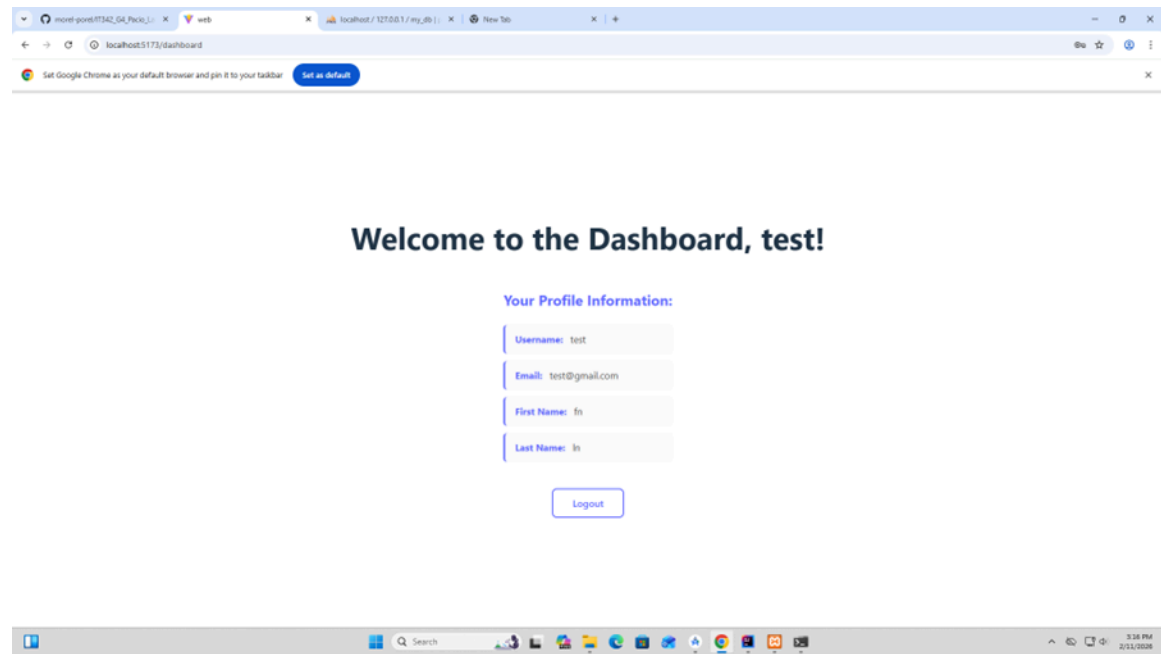 morel-porel/IT342_G4_Pacio_L
web
localhost / 127.0.0.1 / my_db | p
New Tab
localhost:5173/dashboard
Set Google Chrome as your default browser and pin it to your taskbar
Set as default
Welcome to the Dashboard, test!
Your Profile Information:
Username: test
Email: test@gmail.com
First Name: fn
Last Name: ln
Logout
Search
3:16 PM
2/11/2026